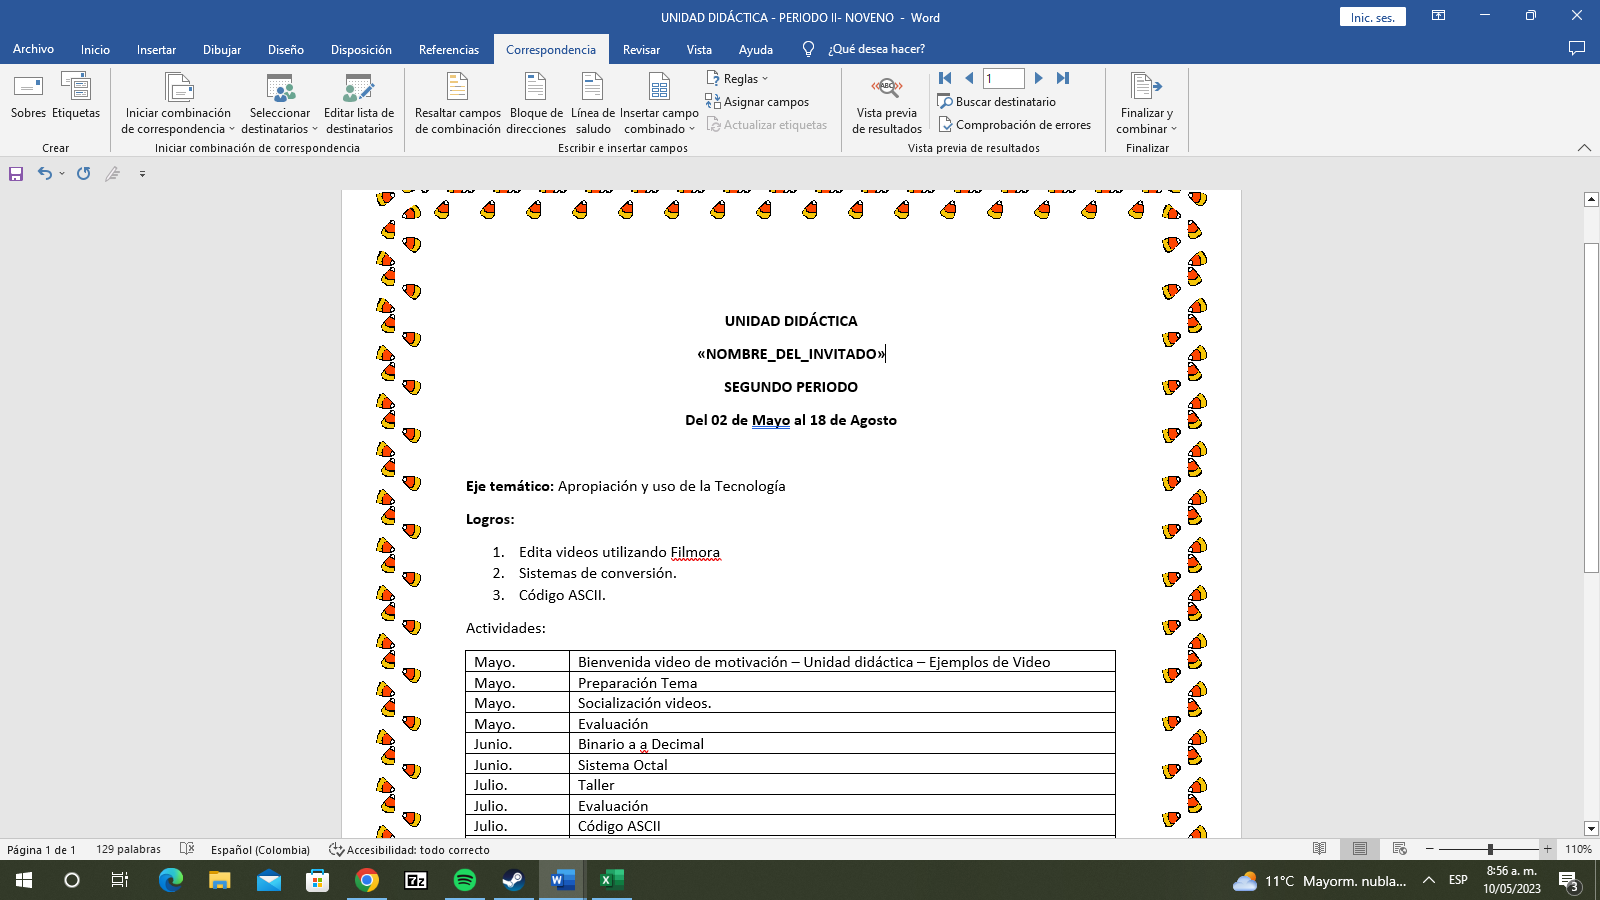 UNIDAD DIDÁCTICA - PERIODO II- NOVENO - Word
Inic. ses.
Archivo Inicio Insertar Dibujar Diseño Disposición Referencias Correspondencia Revisar Vista Ayuda ¿Qué desea hacer?
Sobres
Etiquetas
Crear
Iniciar combinación
de correspondencia
Seleccionar
destinatarios
Editar lista de
destinatarios
Iniciar combinación de correspondencia
Resaltar campos
de combinación
Bloque de
direcciones
Línea de
saludo
Insertar campo
combinado
Reglas
Asignar campos
Actualizar etiquetas
Escribir e insertar campos
ABC
Vista previa
de resultados
1
Buscar destinatario
Comprobación de errores
Vista previa de resultados
Finalizar y
combinar
Finalizar
UNIDAD DIDÁCTICA
«NOMBRE_DEL_INVITADO»
SEGUNDO PERIODO
Del 02 de Mayo al 18 de Agosto
Eje temático: Apropiación y uso de la Tecnología
Logros:
1. Edita videos utilizando Filmora
2. Sistemas de conversión.
3. Código ASCII.
Actividades:
Mayo. Bienvenida video de motivación – Unidad didáctica – Ejemplos de Video
Mayo. Preparación Tema
Mayo. Socialización videos.
Mayo. Evaluación
Junio. Binario a a Decimal
Junio. Sistema Octal
Julio. Taller
Julio. Evaluación
Julio. Código ASCII
Página 1 de 1 129 palabras Español (Colombia) Accesibilidad: todo correcto 110%
7z
11°C Mayorm. nubla... ESP
8:56 a. m.
10/05/2023
3